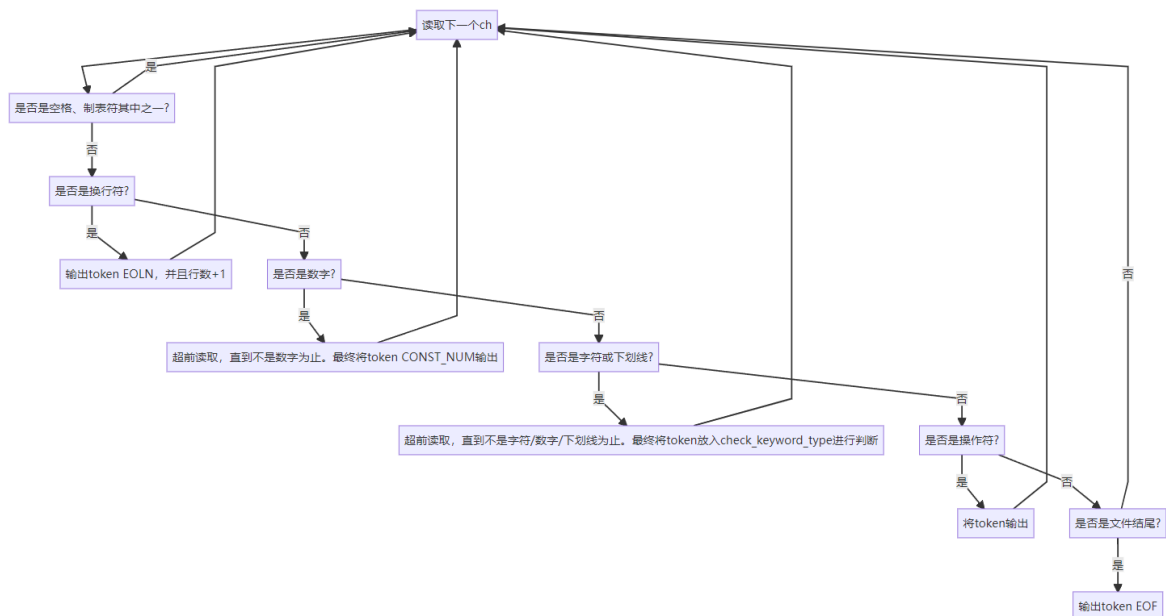 读取下一个ch
是
是否是空格、制表符其中之一?
否
是否是换行符?
是
否
输出token EOLN，并且行数+1
是否是数字?
否
是
否
超前读取，直到不是数字为止。最终将token CONST_NUM输出
是否是字符或下划线?
是
否
超前读取，直到不是字符/数字/下划线为止。最终将token放入check_keyword_type进行判断
是否是操作符?
是
否
将token输出
是否是文件结尾?
是
输出token EOF